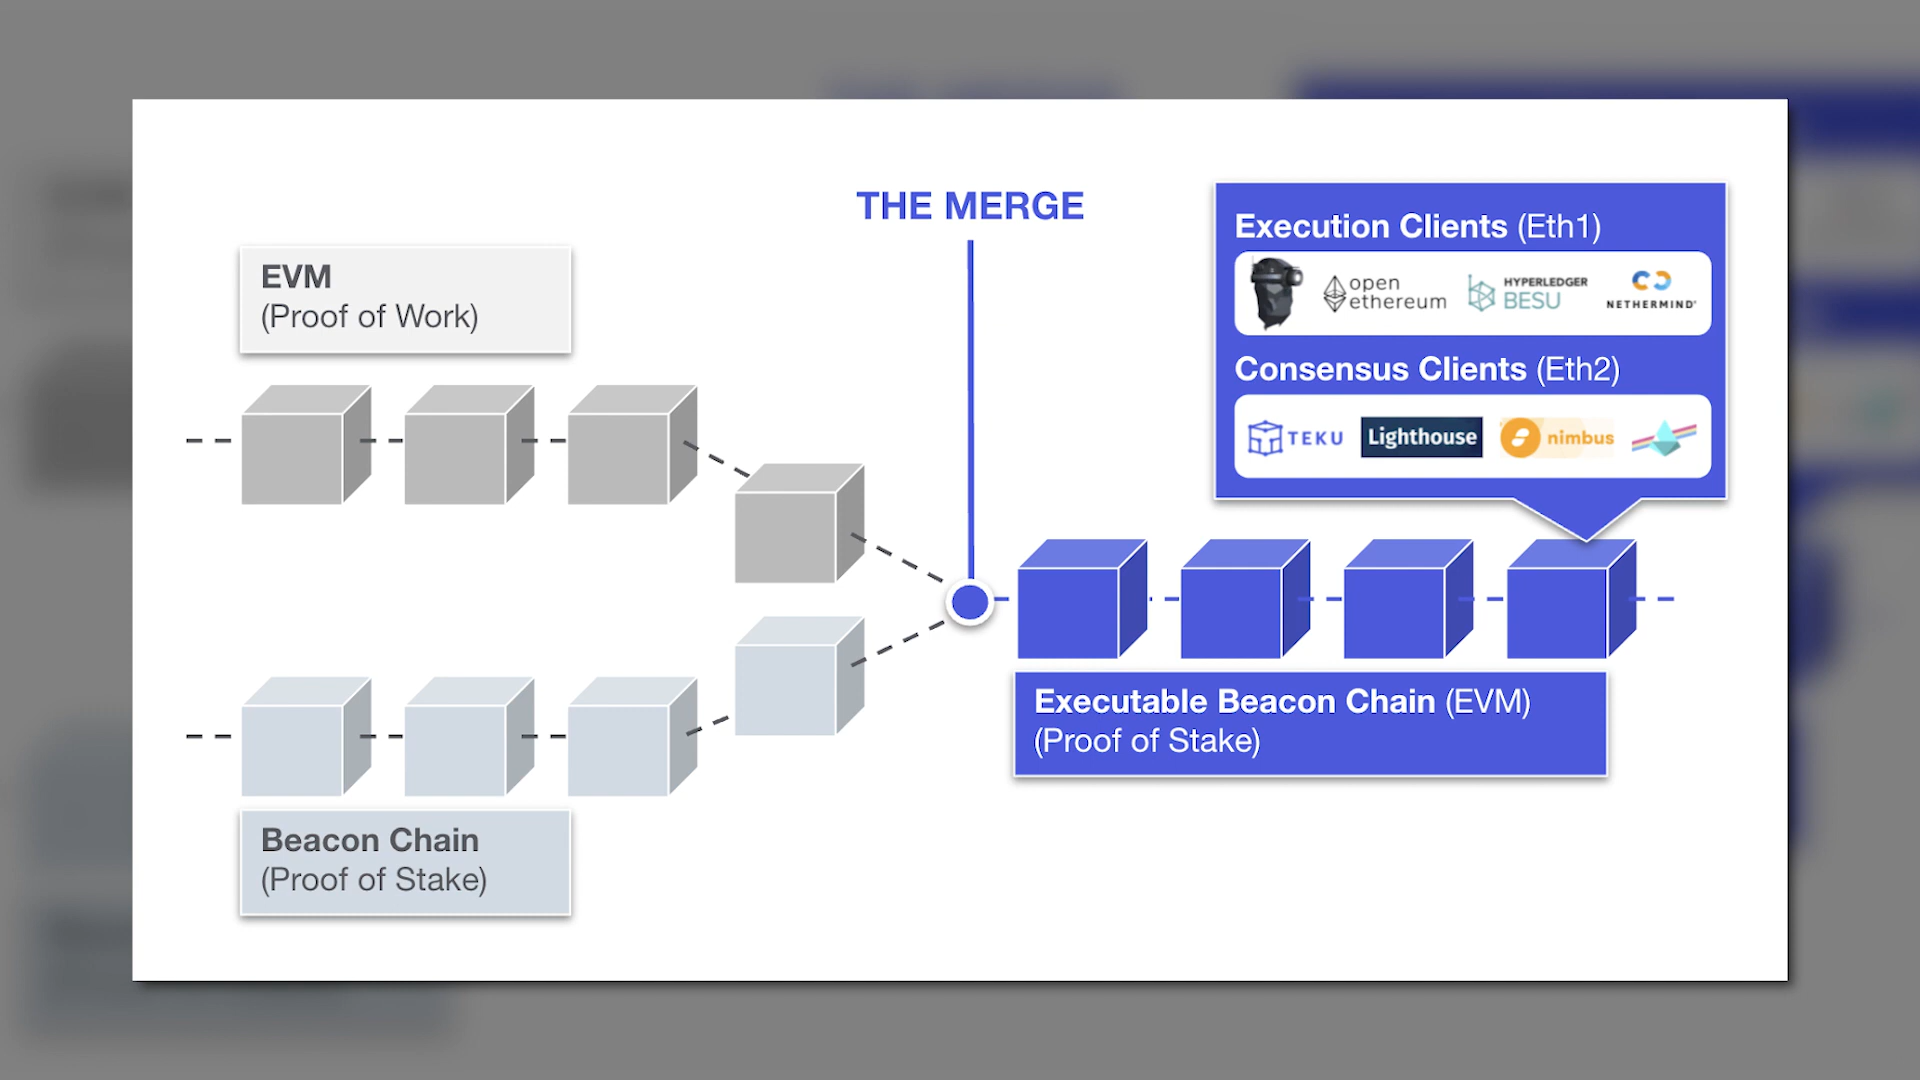 THE MERGE
EVM
(Proof of Work)
Execution Clients (Eth1)
open
ethereum
HYPERLEDGER
BESU
NETHERMIND
Consensus Clients (Eth2)
TEKU
Lighthouse
nimbus
Executable Beacon Chain (EVM)
(Proof of Stake)
Beacon Chain
(Proof of Stake)